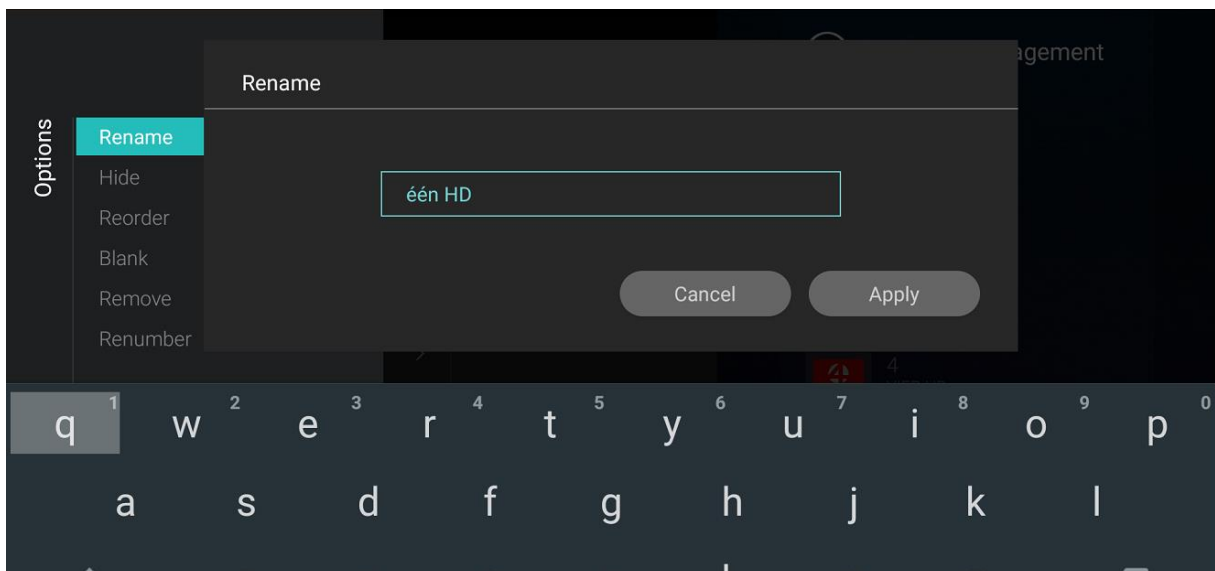 agement
Rename
Options
Rename
Hide
Reorder
Blank
Remove
Renumber
één HD
Cancel
Apply
4
q 1 w 2 e 3 r 4 t 5 y 6 u 7 i 8 o 9 p 0
a s d f g h j k l